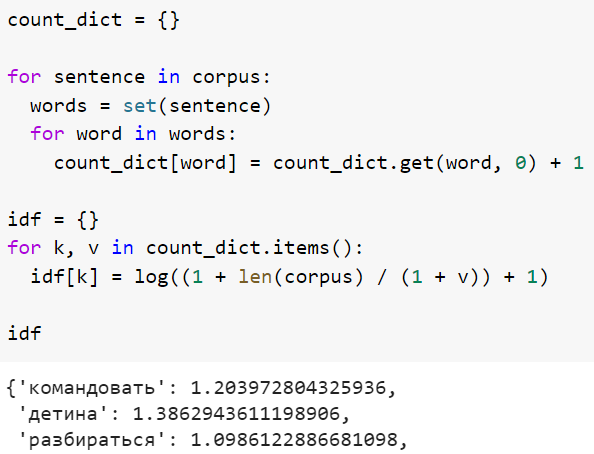 count_dict = {}
for sentence in corpus:
words = set(sentence)
for word in words:
count_dict[word] = count_dict.get(word, 0) + 1
idf = {}
for k, v in count_dict.items():
idf[k] = log((1 + len(corpus) / (1 + v)) + 1)
idf
{'командовать': 1.203972804325936,
'детина': 1.3862943611198906,
'разбираться': 1.0986122886681098,